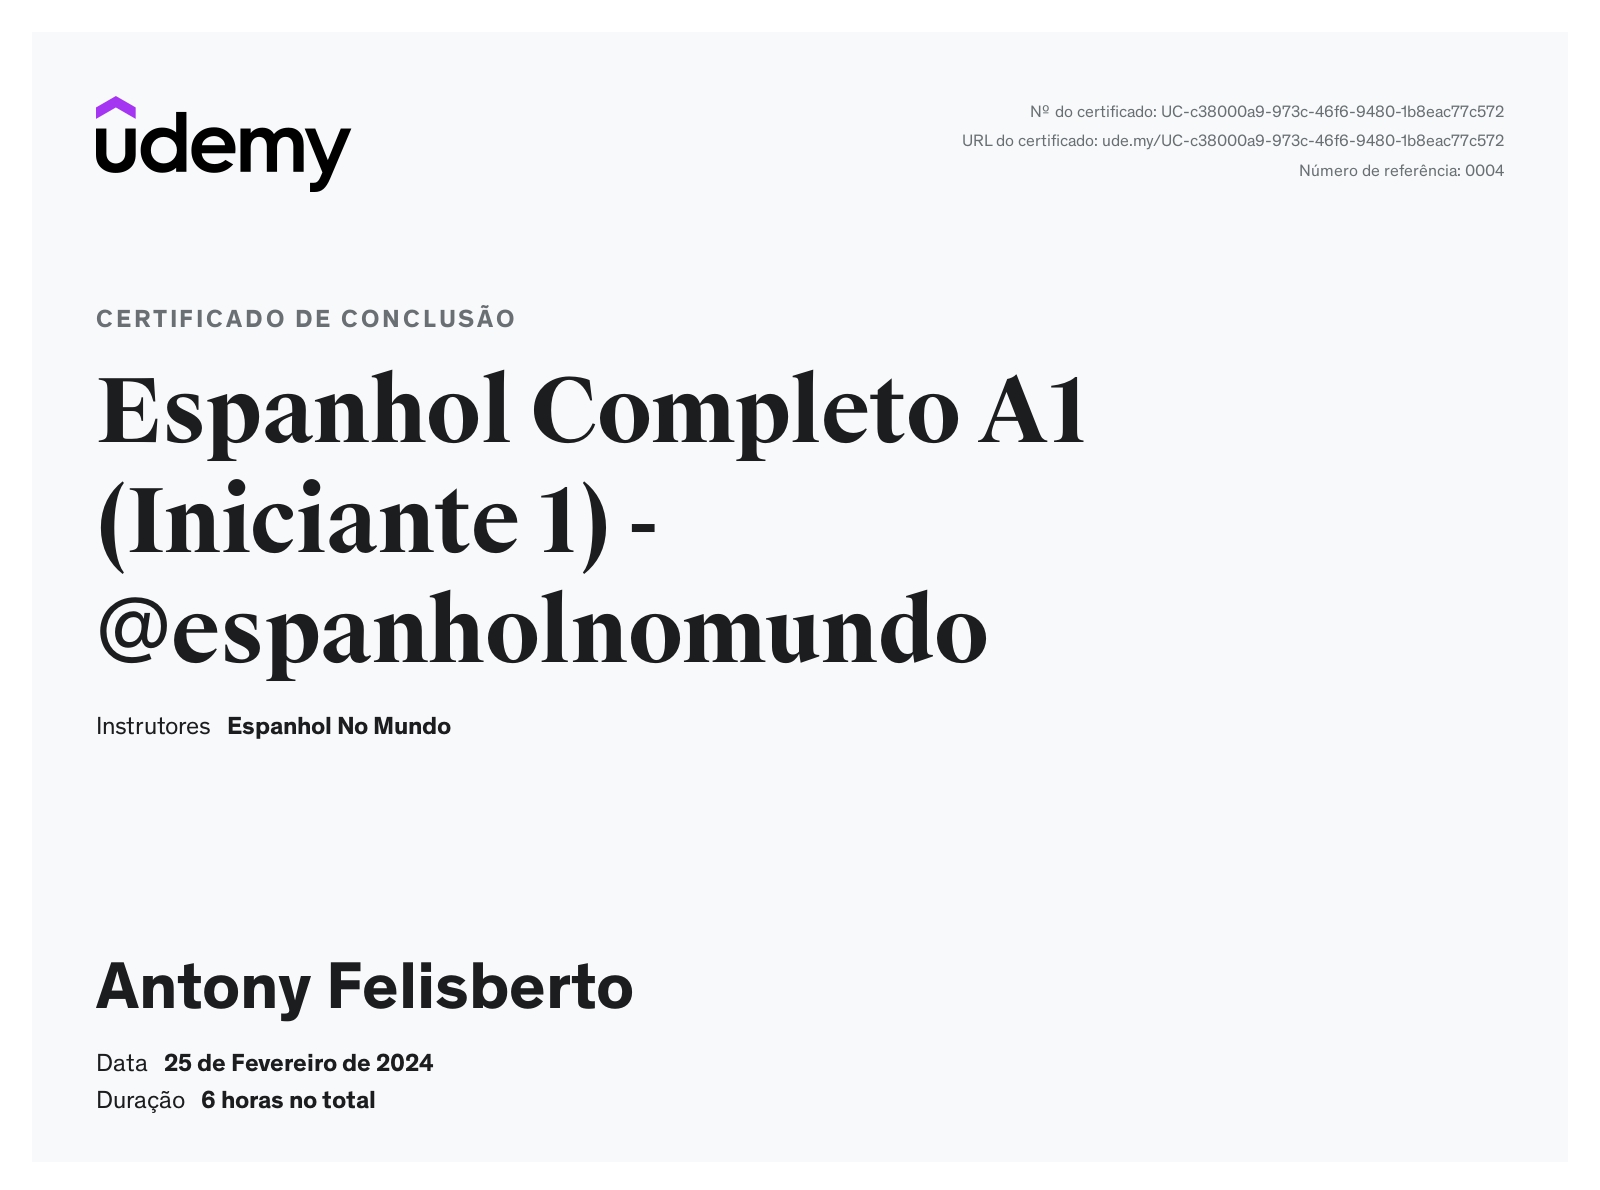 udemy
Nº do certificado: UC-c38000a9-973c-46f6-9480-1b8eac77c572
URL do certificado: ude.my/UC-c38000a9-973c-46f6-9480-1b8eac77c572
Número de referência: 0004
CERTIFICADO DE CONCLUSÃO
Espanhol Completo A1
(Iniciante 1) -
@espanholnomundo
Instrutores Espanhol No Mundo
Antony Felisberto
Data 25 de Fevereiro de 2024
Duração 6 horas no total